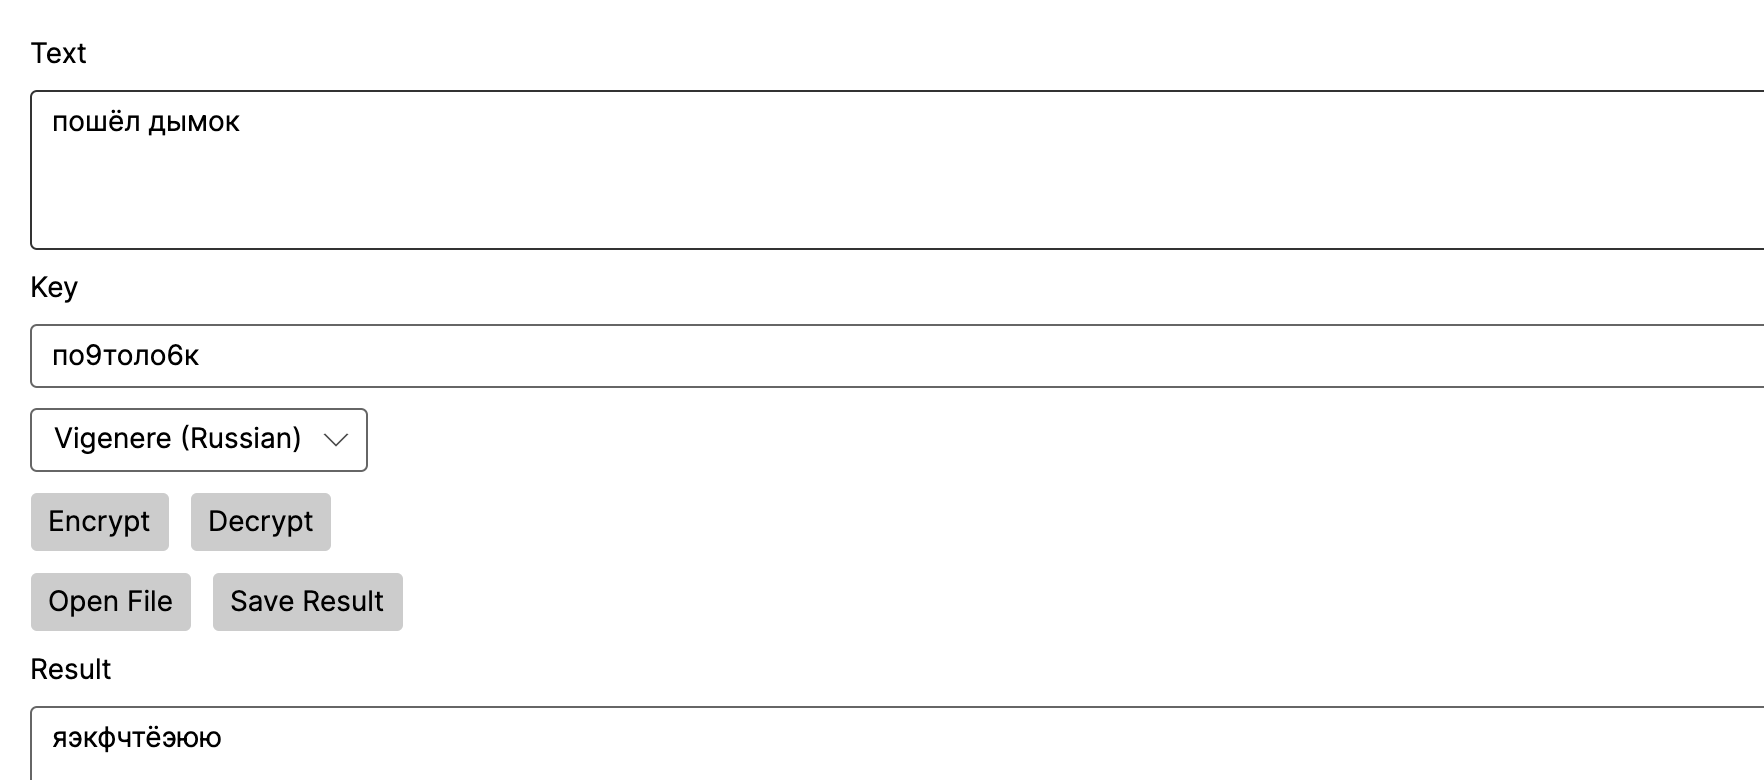 Text
пошёл дымок
Key
по9толо6к
Vigenere (Russian)
Encrypt Decrypt
Open File Save Result
Result
яэкфчтёэюю